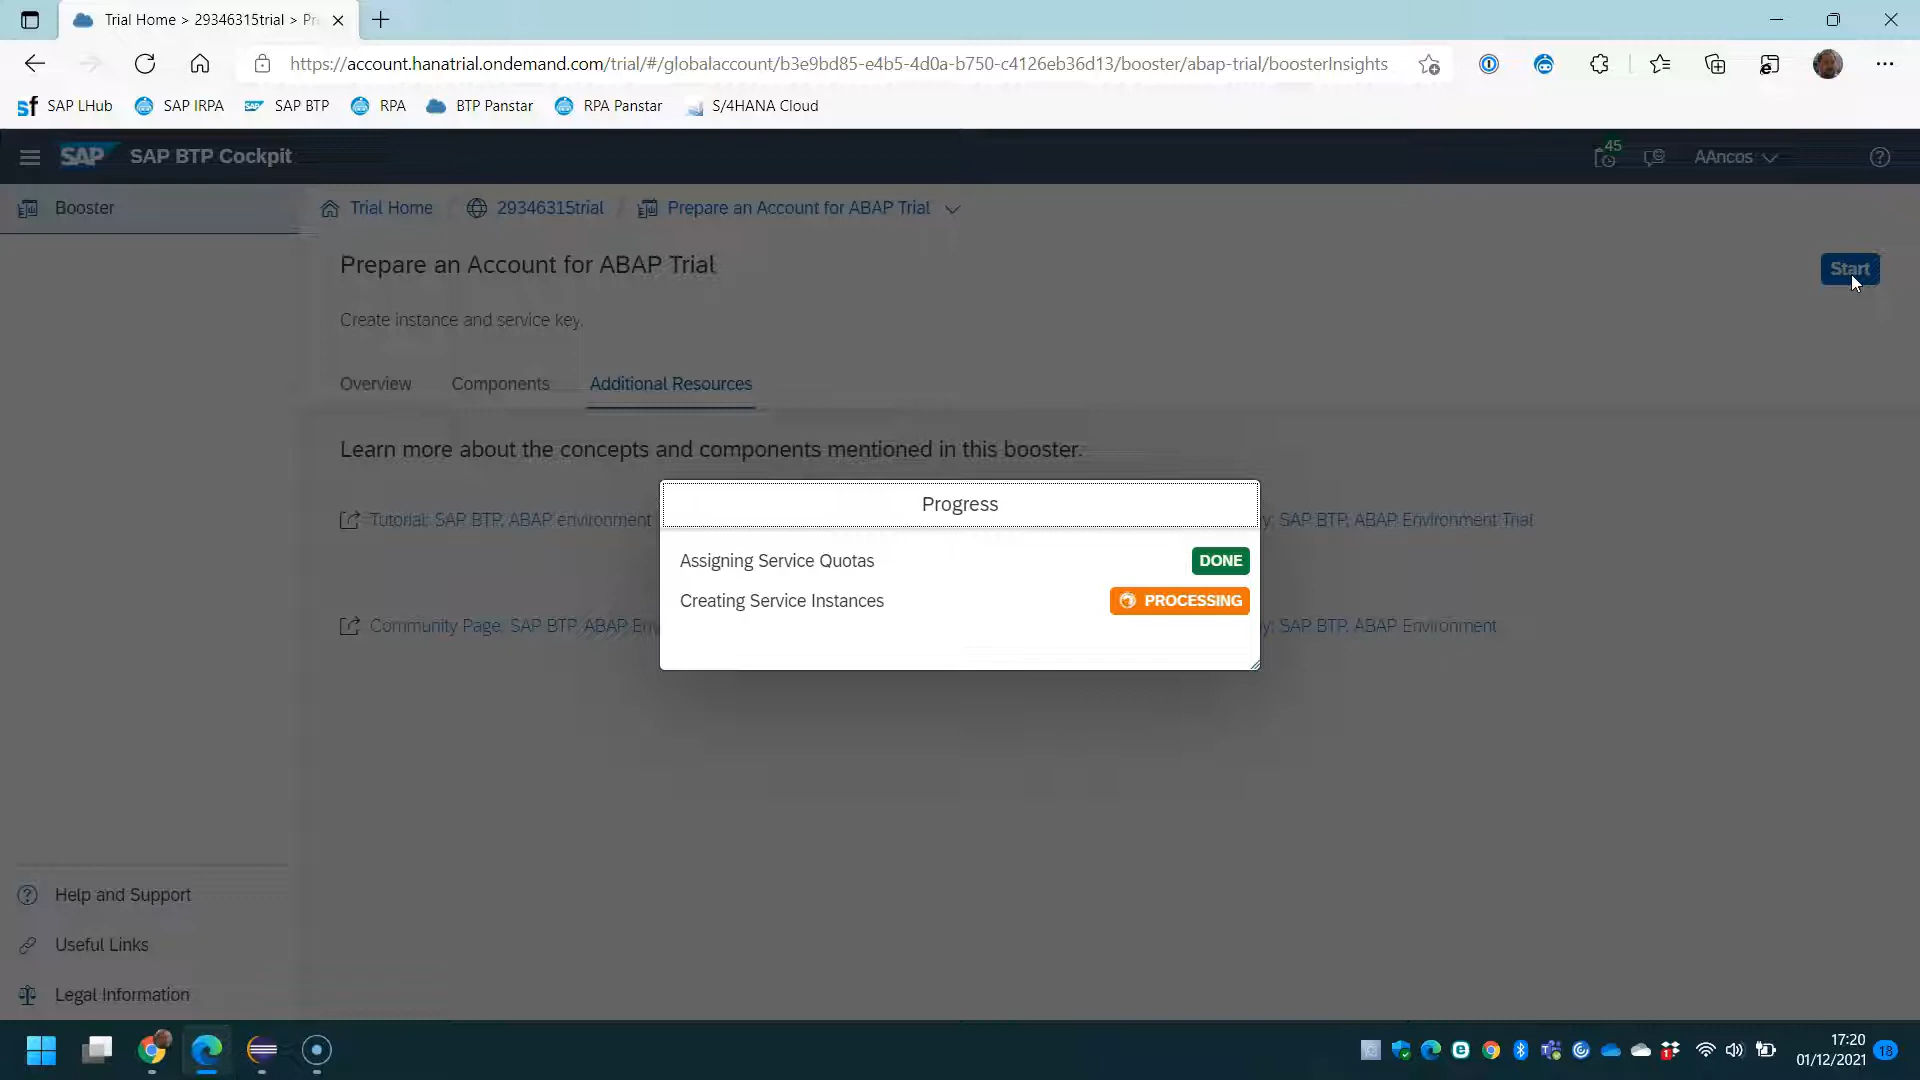 Trial Home > 29346315trial > Pr
https://account.hanatrial.ondemand.com/trial/#/globalaccount/b3e9bd85-e4b5-4d0a-b750-c4126eb36d13/booster/abap-trial/boosterInsights
SAP LHub
SAP IRPA
SAP BTP
RPA
BTP Panstar
RPA Panstar
S/4HANA Cloud
SAP
SAP BTP Cockpit
45
AAncos
Booster
Trial Home / 29346315trial / Prepare an Account for ABAP Trial
Prepare an Account for ABAP Trial
Start
Create instance and service key.
Overview
Components
Additional Resources
Learn more about the concepts and components mentioned in this booster.
Progress
Tutorial: SAP BTP, ABAP environment
y: SAP BTP, ABAP Environment Trial
Assigning Service Quotas
DONE
Creating Service Instances
PROCESSING
Community Page: SAP BTP, ABAP Env
y: SAP BTP, ABAP Environment
Help and Support
Useful Links
Legal Information
17:20
01/12/2021
18